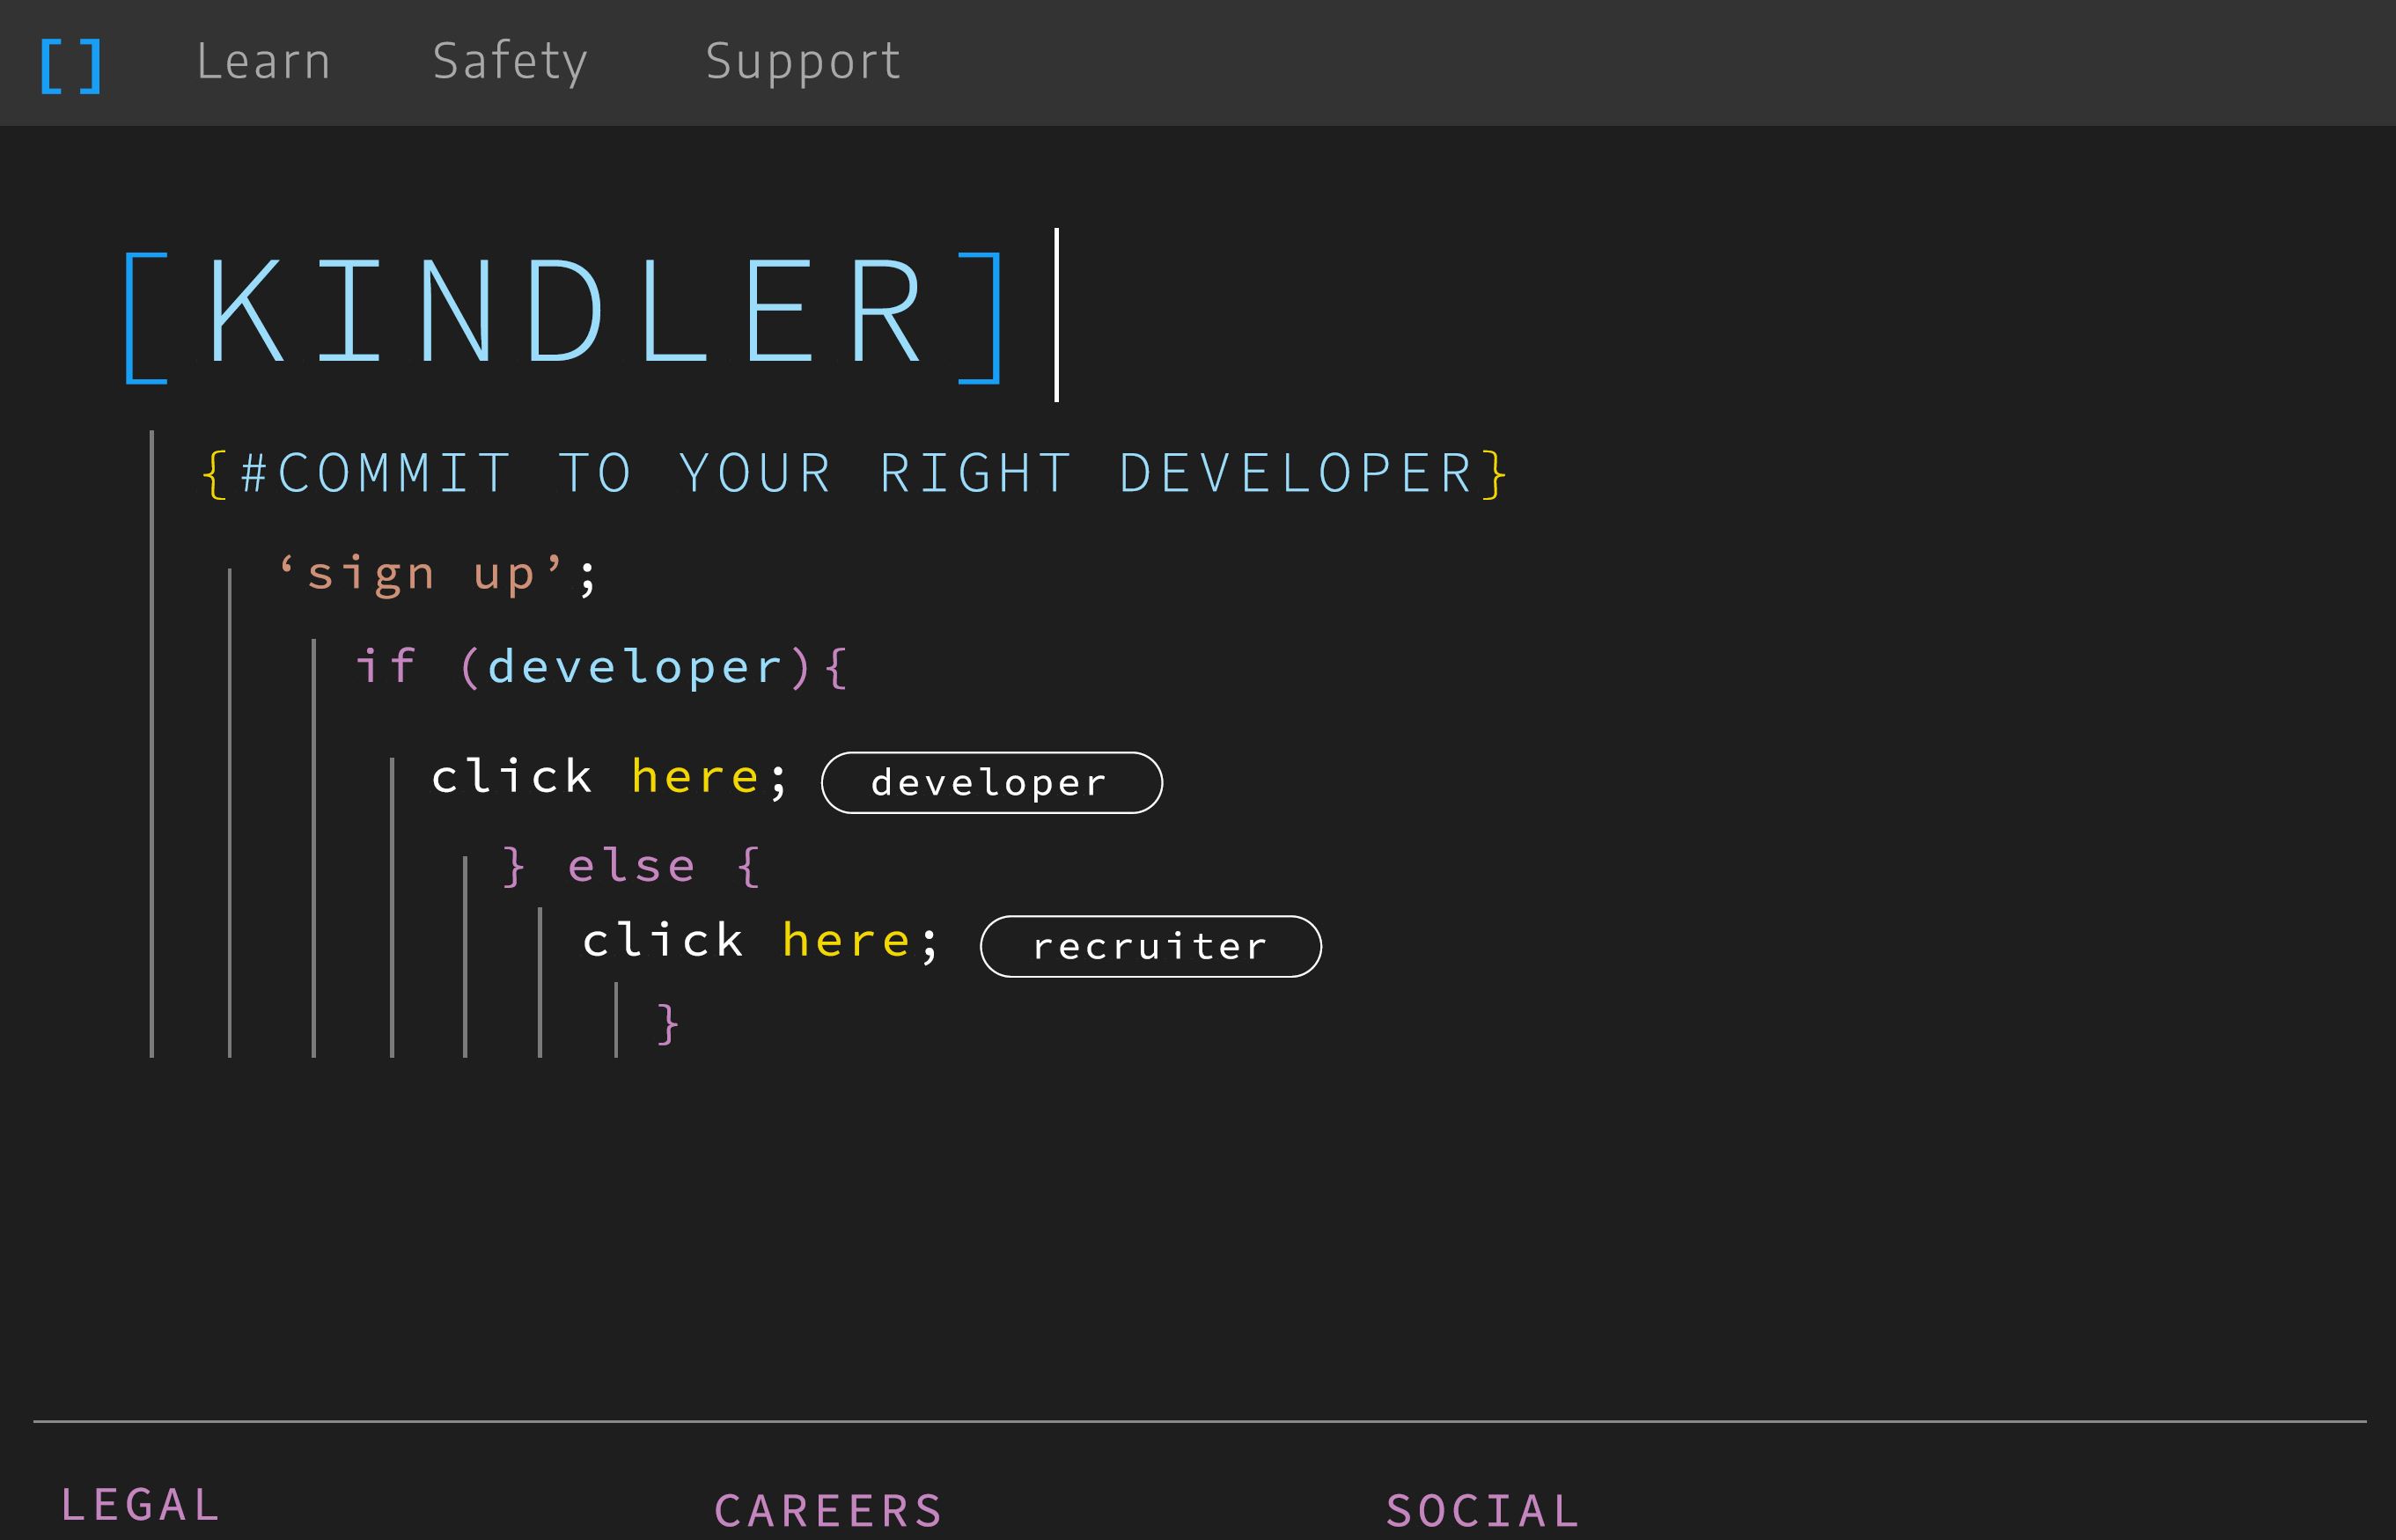 [] Learn Safety Support
[KINDLER]
{#COMMIT TO YOUR RIGHT DEVELOPER}
‘sign up’;
if (developer){
click here; developer
} else {
click here; recruiter
}
LEGAL CAREERS SOCIAL